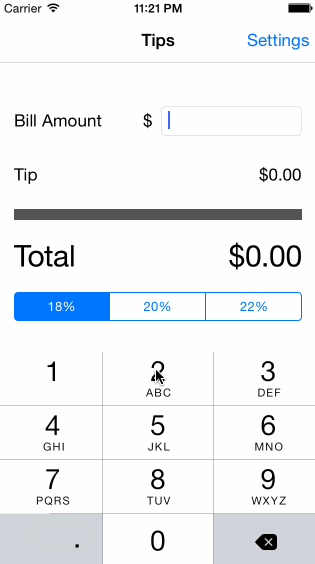 Carrier 11:21 PM
Tips Settings
Bill Amount $
Tip $0.00
Total $0.00
18% 20% 22%
1 2 3
ABC DEF
4 5 6
GHI JKL MNO
7 8 9
PQRS TUV WXYZ
. 0